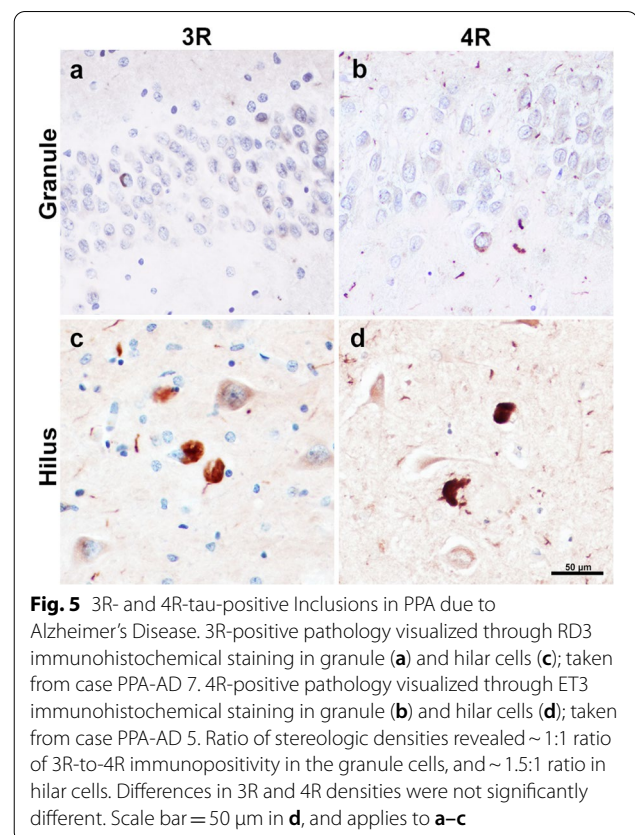 3R 4R
a b
Granule
c d
Hilus
50 µm
Fig. 5 3R- and 4R-tau-positive Inclusions in PPA due to
Alzheimer's Disease. 3R-positive pathology visualized through RD3
immunohistochemical staining in granule (a) and hilar cells (c); taken
from case PPA-AD 7. 4R-positive pathology visualized through ET3
immunohistochemical staining in granule (b) and hilar cells (d); taken
from case PPA-AD 5. Ratio of stereologic densities revealed ~ 1:1 ratio
of 3R-to-4R immunopositivity in the granule cells, and ~ 1.5:1 ratio in
hilar cells. Differences in 3R and 4R densities were not significantly
different. Scale bar = 50 µm in d, and applies to a–c